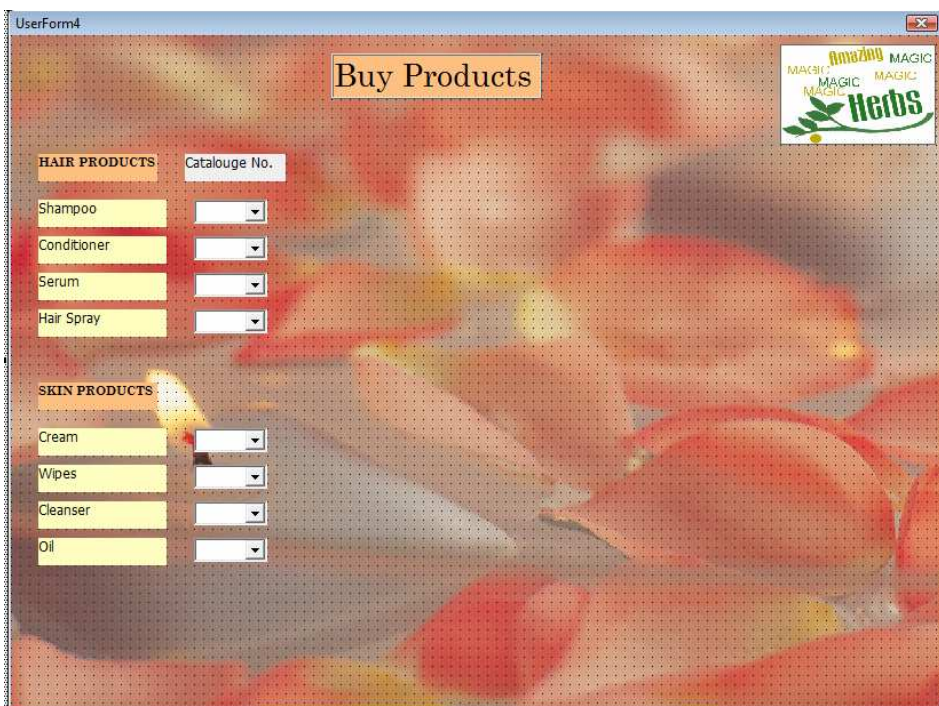 UserForm4
Buy Products
Amazing MAGIC
MAGIC
MAGIC
MAGIC
MAGIC
Herbs
HAIR PRODUCTS
Catalouge No.
Shampoo
Conditioner
Serum
Hair Spray
SKIN PRODUCTS
Cream
Wipes
Cleanser
Oil